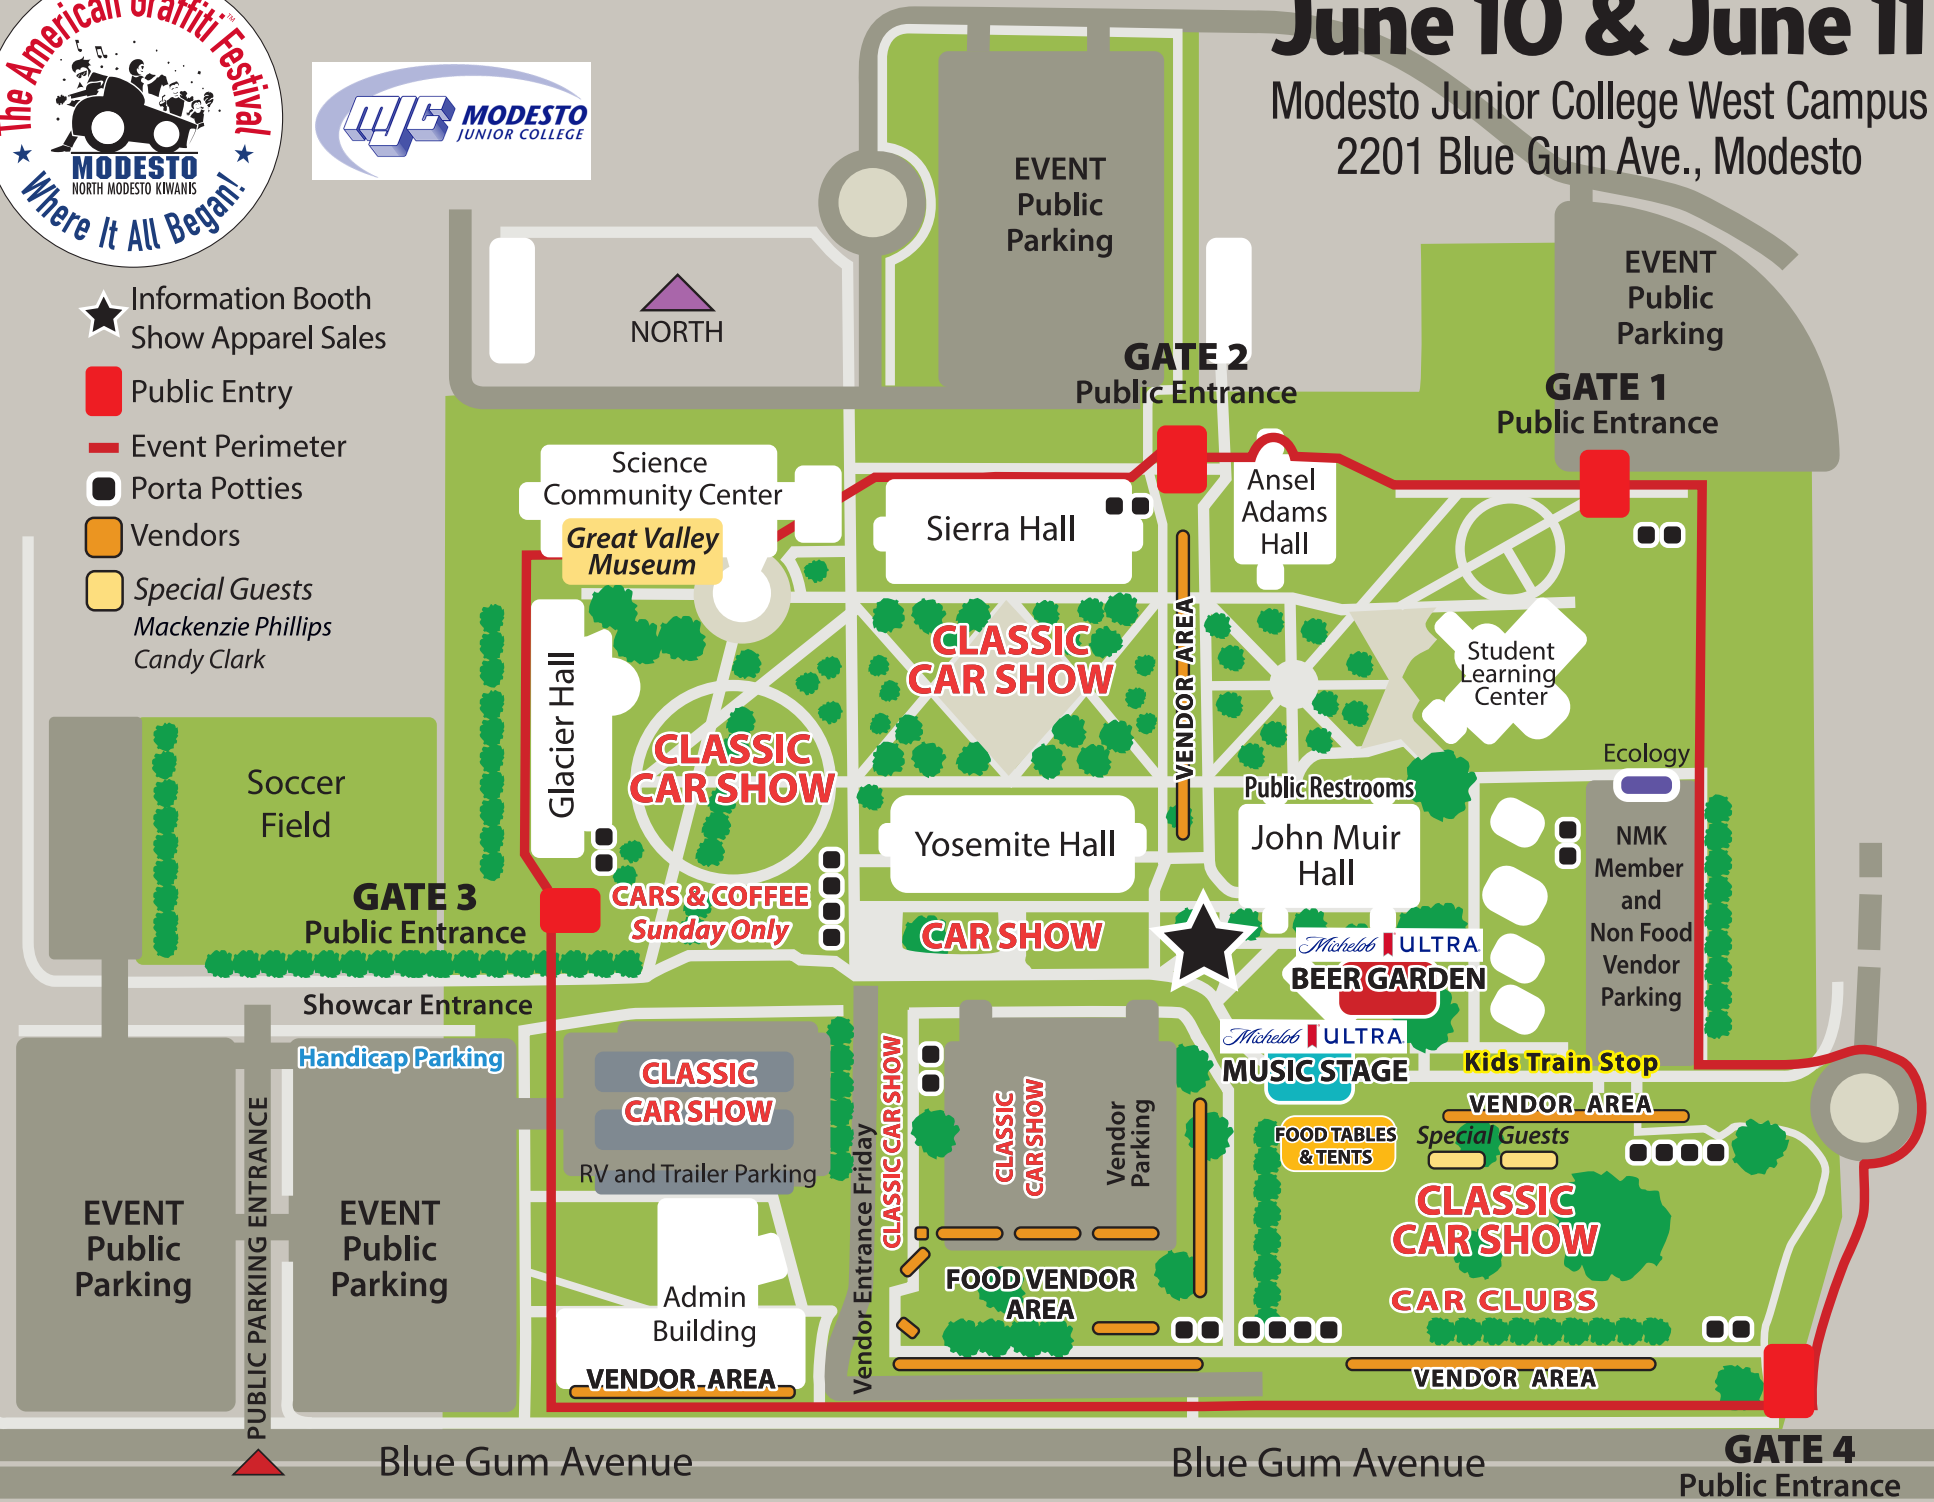 The American Graffiti Festival™
MODESTO
NORTH MODESTO KIWANIS
Where It All Began!
MJC MODESTO
JUNIOR COLLEGE
June 10 & June 11
Modesto Junior College West Campus
2201 Blue Gum Ave., Modesto
Information Booth
Show Apparel Sales
Public Entry
Event Perimeter
Porta Potties
Vendors
Special Guests
Mackenzie Phillips
Candy Clark
NORTH
EVENT
Public
Parking
EVENT
Public
Parking
GATE 2
Public Entrance
GATE 1
Public Entrance
Science
Community Center
Great Valley
Museum
Sierra Hall
Ansel
Adams
Hall
CLASSIC
CAR SHOW
VENDOR AREA
Student
Learning
Center
Glacier Hall
CLASSIC
CAR SHOW
Soccer
Field
Ecology
Public Restrooms
Yosemite Hall
John Muir
Hall
NMK
Member
and
Non Food
Vendor
Parking
GATE 3
Public Entrance
CARS & COFFEE
Sunday Only
CAR SHOW
Michelob ULTRA
BEER GARDEN
Showcar Entrance
Handicap Parking
Michelob ULTRA
MUSIC STAGE
Kids Train Stop
CLASSIC
CAR SHOW
RV and Trailer Parking
CLASSIC CAR SHOW
CLASSIC
CAR SHOW
Vendor
Parking
VENDOR AREA
FOOD TABLES
& TENTS
Special Guests
CLASSIC
CAR SHOW
CAR CLUBS
EVENT
Public
Parking
PUBLIC PARKING ENTRANCE
EVENT
Public
Parking
Vendor Entrance Friday
FOOD VENDOR
AREA
Admin
Building
VENDOR AREA
VENDOR AREA
Blue Gum Avenue
Blue Gum Avenue
GATE 4
Public Entrance